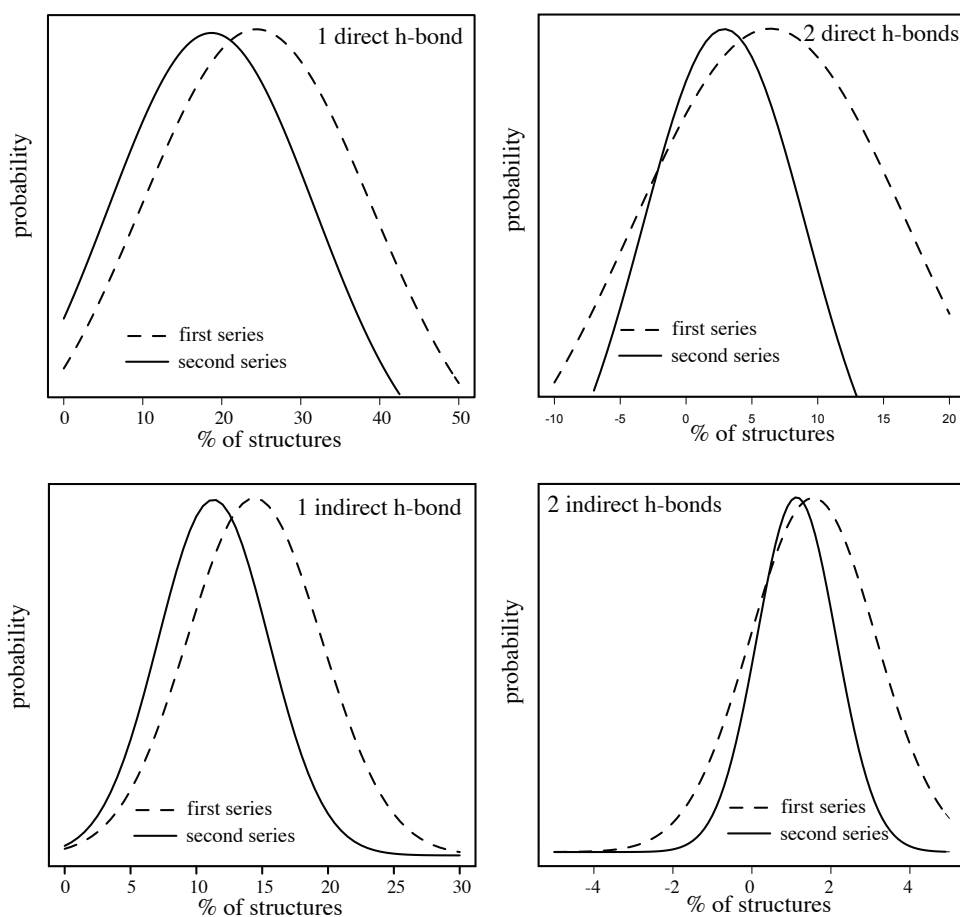 1 direct h-bond
probability
first series
second series
0 10 20 30 40 50
% of structures
2 direct h-bonds
probability
first series
second series
-10 -5 0 5 10 15 20
% of structures
1 indirect h-bond
probability
first series
second series
0 5 10 15 20 25 30
% of structures
2 indirect h-bonds
probability
first series
second series
-4 -2 0 2 4
% of structures